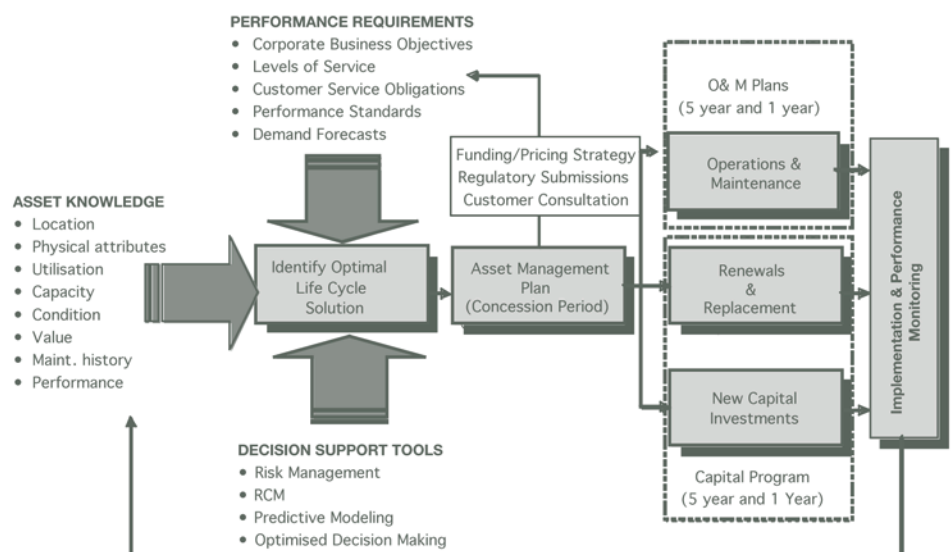 PERFORMANCE REQUIREMENTS
• Corporate Business Objectives
• Levels of Service
• Customer Service Obligations
• Performance Standards
• Demand Forecasts
ASSET KNOWLEDGE
• Location
• Physical attributes
• Utilisation
• Capacity
• Condition
• Value
• Maint. history
• Performance
Identify Optimal
Life Cycle
Solution
DECISION SUPPORT TOOLS
• Risk Management
• RCM
• Predictive Modeling
• Optimised Decision Making
Funding/Pricing Strategy
Regulatory Submissions
Customer Consultation
Asset Management
Plan
(Concession Period)
O& M Plans
(5 year and 1 year)
Operations &
Maintenance
Renewals
&
Replacement
New Capital
Investments
Capital Program
(5 year and 1 Year)
Implementation & Performance
Monitoring